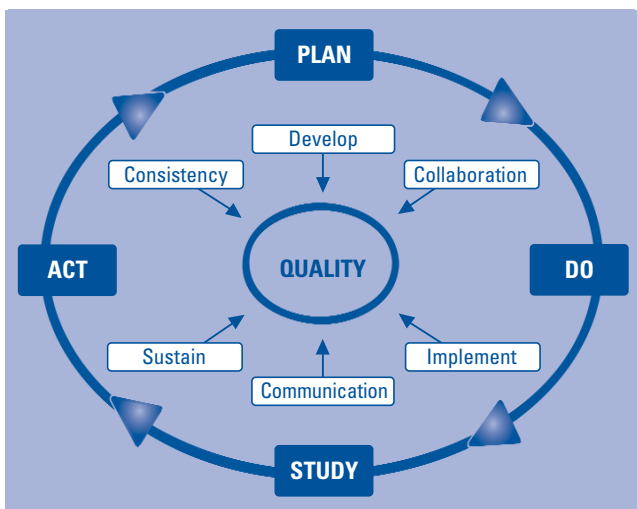 PLAN
Develop
Consistency
Collaboration
ACT
QUALITY
DO
Sustain
Implement
Communication
STUDY